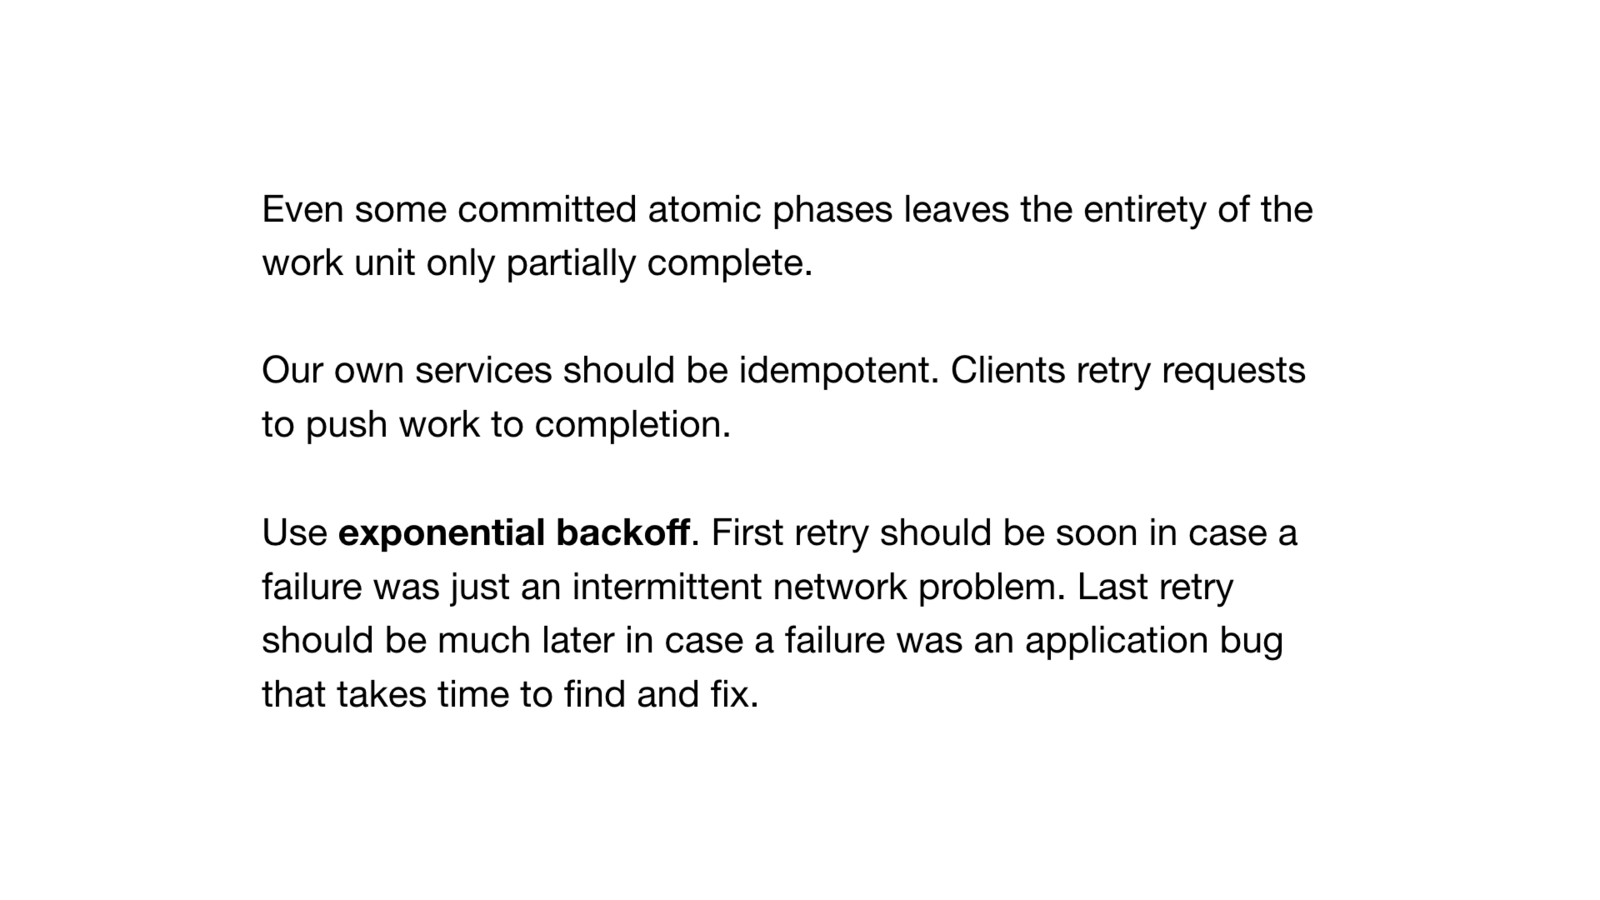 Even some committed atomic phases leaves the entirety of the
work unit only partially complete.
Our own services should be idempotent. Clients retry requests
to push work to completion.
Use exponential backoff. First retry should be soon in case a
failure was just an intermittent network problem. Last retry
should be much later in case a failure was an application bug
that takes time to find and fix.